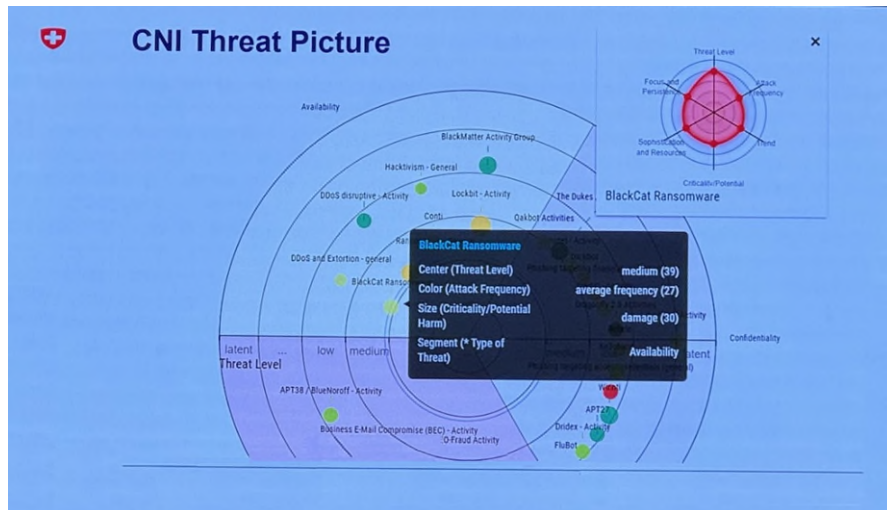 CNI Threat Picture
Availability
BlackMatter Activity Group
Hacktivism - General
DDoS disruptive - Activity
Lockbit - Activity
The Dukes
Conti
Qakbot Activities
DDoS and Extortion - general
Confidentiality
latent
...
low
medium
Threat Level
APT38 / BlueNoroff - Activity
Business E-Mail Compromise (BEC) - Activity
O-Fraud Activity
APT27
Dridex - Activity
FluBot
BlackCat Ransomware
Center (Threat Level) medium (39)
Color (Attack Frequency) average frequency (27)
Size (Criticality/Potential
Harm) damage (30)
Segment (* Type of
Threat) Availability
×
Threat Level
Attack
Frequency
Trend
Criticality/Potential
Sophistication
and Resources
Focus and
Persistence
BlackCat Ransomware